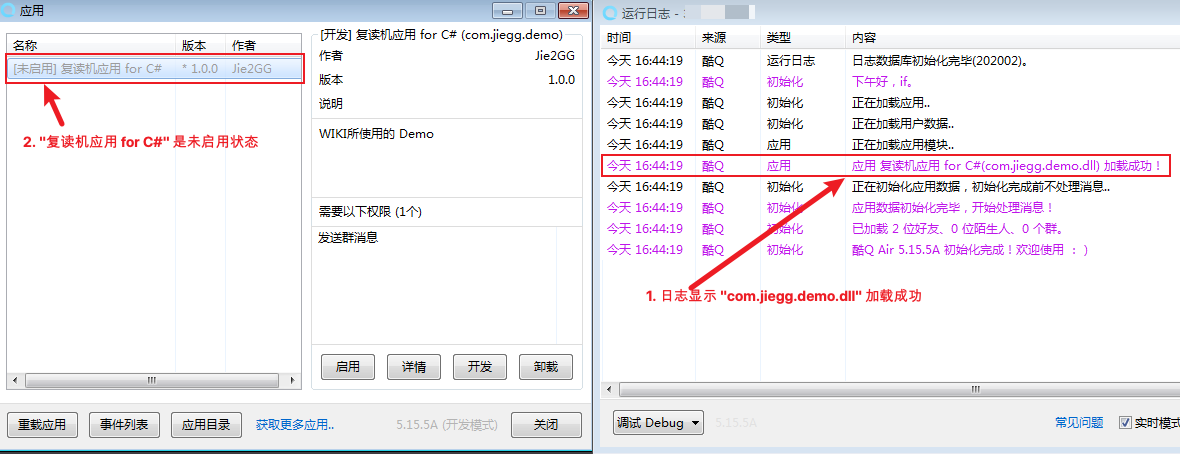 应用
名称 版本 作者
[未启用] 复读机应用 for C# * 1.0.0 Jie2GG
2. "复读机应用 for C#" 是未启用状态
[开发] 复读机应用 for C# (com.jiegg.demo)
作者 Jie2GG
版本 1.0.0
说明
WIKI所使用的 Demo
需要以下权限 (1个)
发送群消息
启用 详情 开发 卸载
重载应用 事件列表 应用目录 获取更多应用.. 5.15.5A (开发模式) 关闭
运行日志 -
时间 来源 类型 内容
今天 16:44:19 酷Q 运行日志 日志数据库初始化完毕(202002)。
今天 16:44:19 酷Q 初始化 下午好，if。
今天 16:44:19 酷Q 初始化 正在加载应用..
今天 16:44:19 酷Q 初始化 正在加载用户数据..
今天 16:44:19 酷Q 应用 正在加载应用模块..
今天 16:44:19 酷Q 应用 应用 复读机应用 for C#(com.jiegg.demo.dll) 加载成功！
今天 16:44:19 酷Q 初始化 正在初始化应用数据，初始化完成前不处理消息..
今天 16:44:19 酷Q 初始化 应用数据初始化完毕，开始处理消息！
今天 16:44:19 酷Q 初始化 已加载 2 位好友、0 位陌生人、0 个群。
今天 16:44:19 酷Q 初始化 酷Q Air 5.15.5A 初始化完成！欢迎使用 ：）
1. 日志显示 "com.jiegg.demo.dll" 加载成功
调试 Debug 5.15.5A 常见问题 实时模式